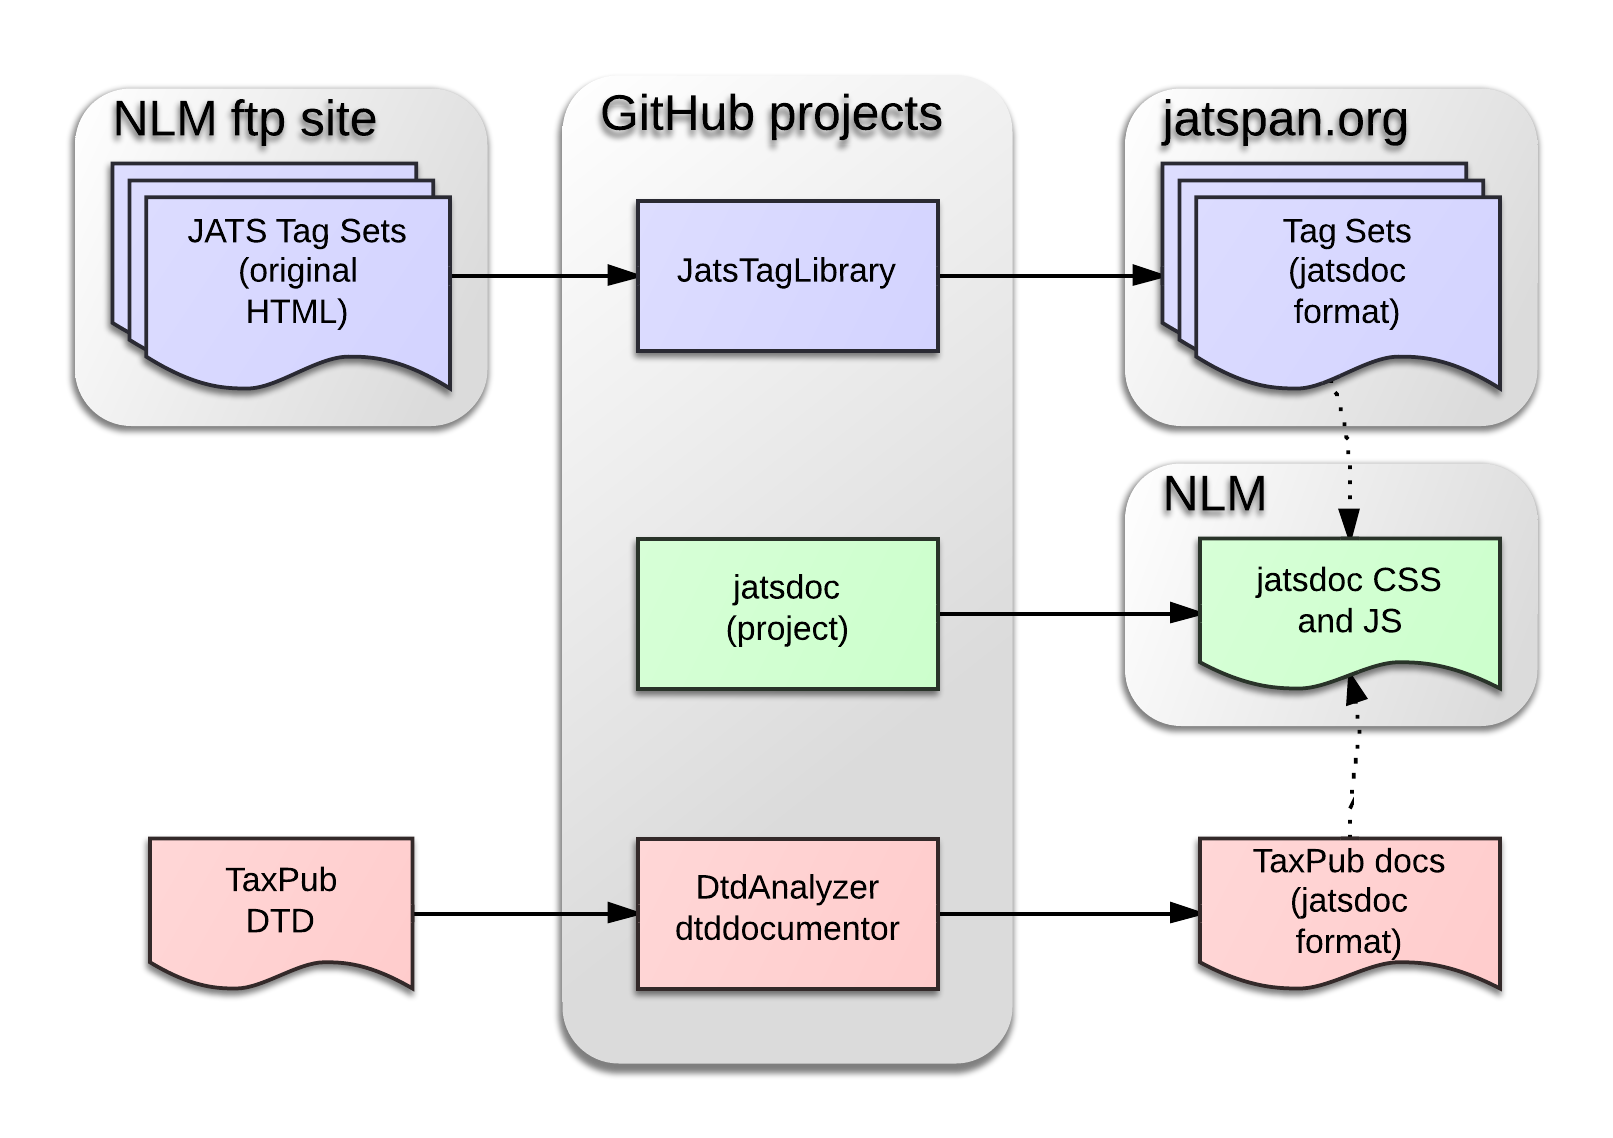 NLM ftp site
JATS Tag Sets
(original
HTML)
GitHub projects
JatsTagLibrary
jatspan.org
Tag Sets
(jatsdoc
format)
jatsdoc
(project)
NLM
jatsdoc CSS
and JS
TaxPub
DTD
DtdAnalyzer
dtddocumentor
TaxPub docs
(jatsdoc
format)